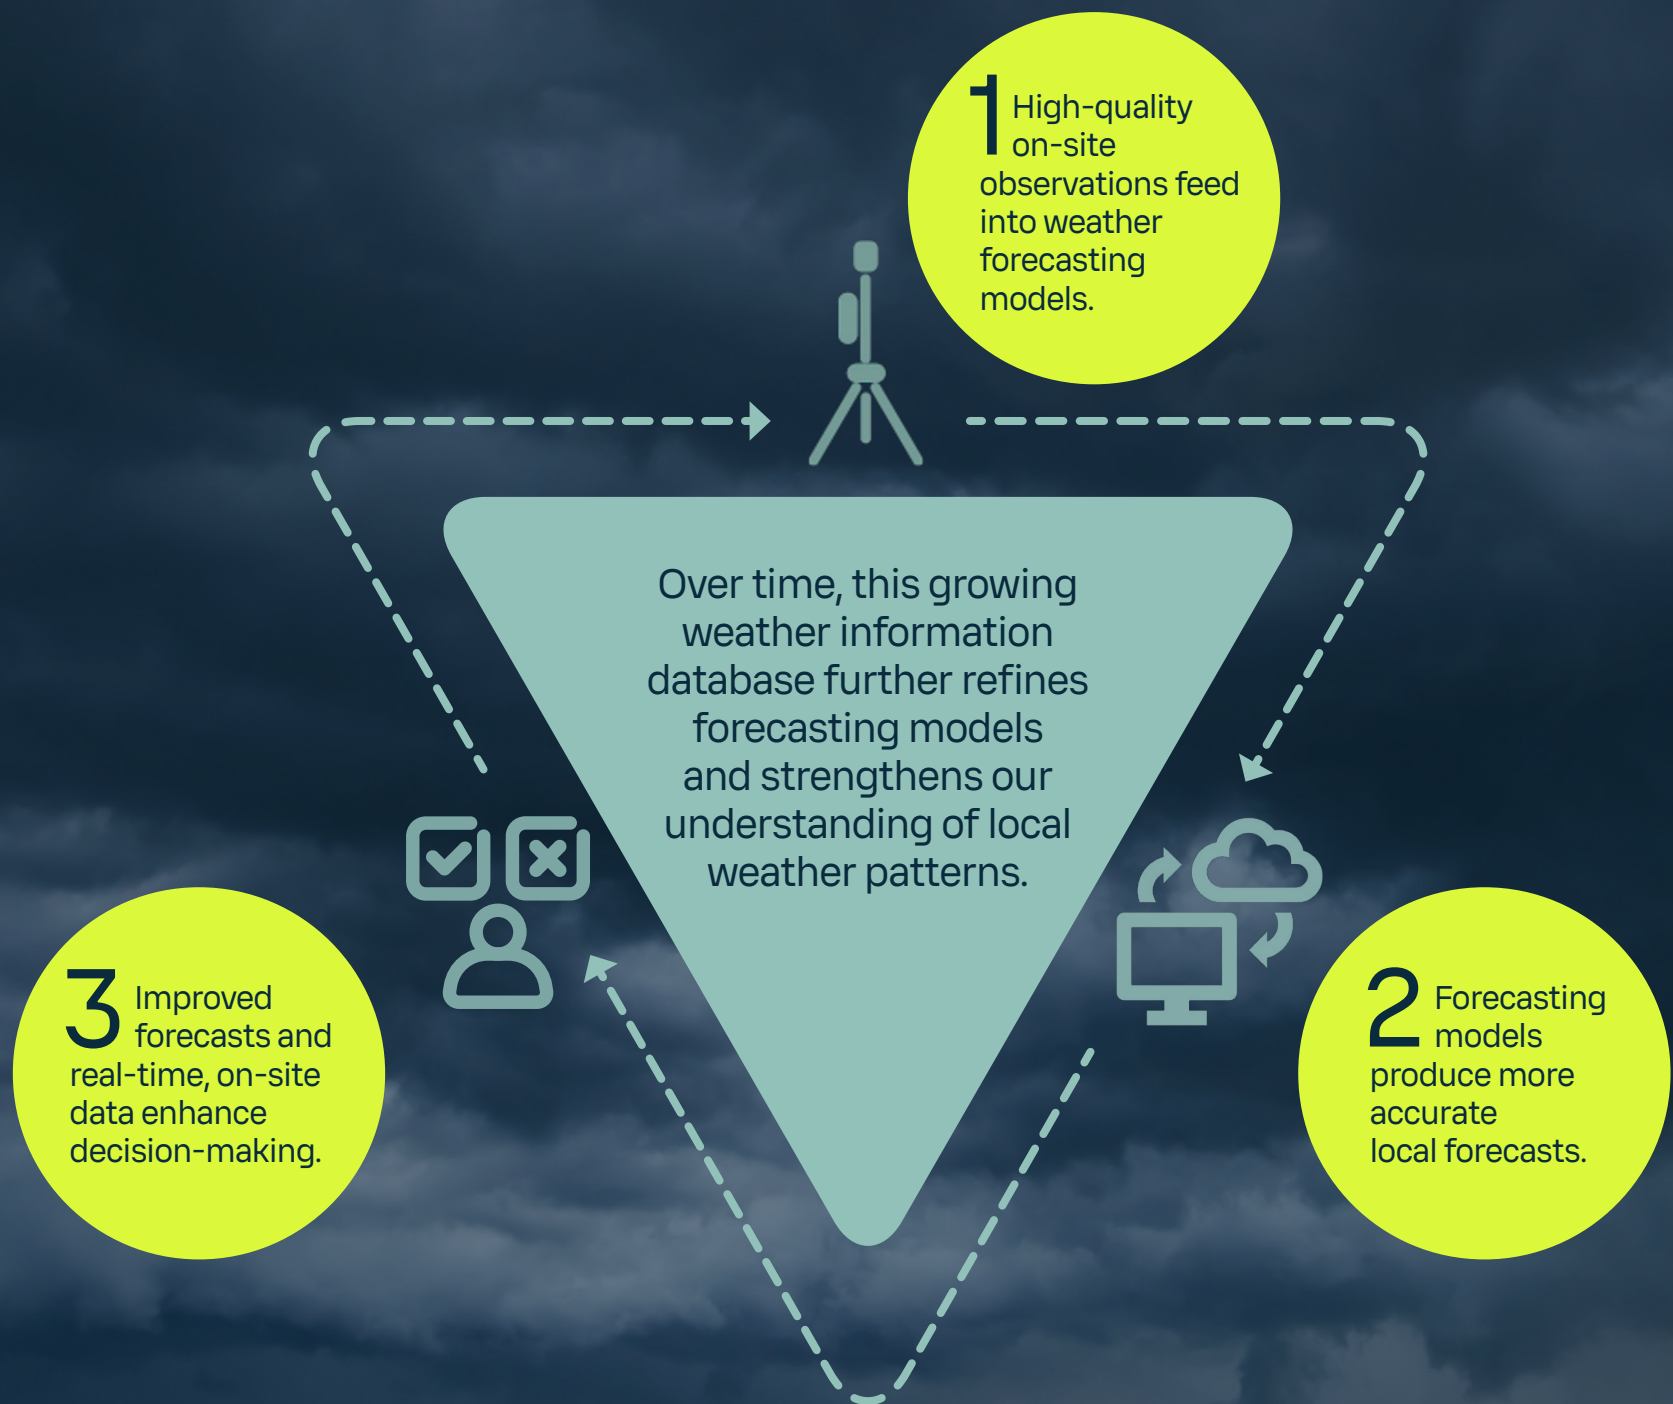 1 High-quality
on-site
observations feed
into weather
forecasting
models.
Over time, this growing
weather information
database further refines
forecasting models
and strengthens our
understanding of local
weather patterns.
2 Forecasting
models
produce more
accurate
local forecasts.
3 Improved
forecasts and
real-time, on-site
data enhance
decision-making.